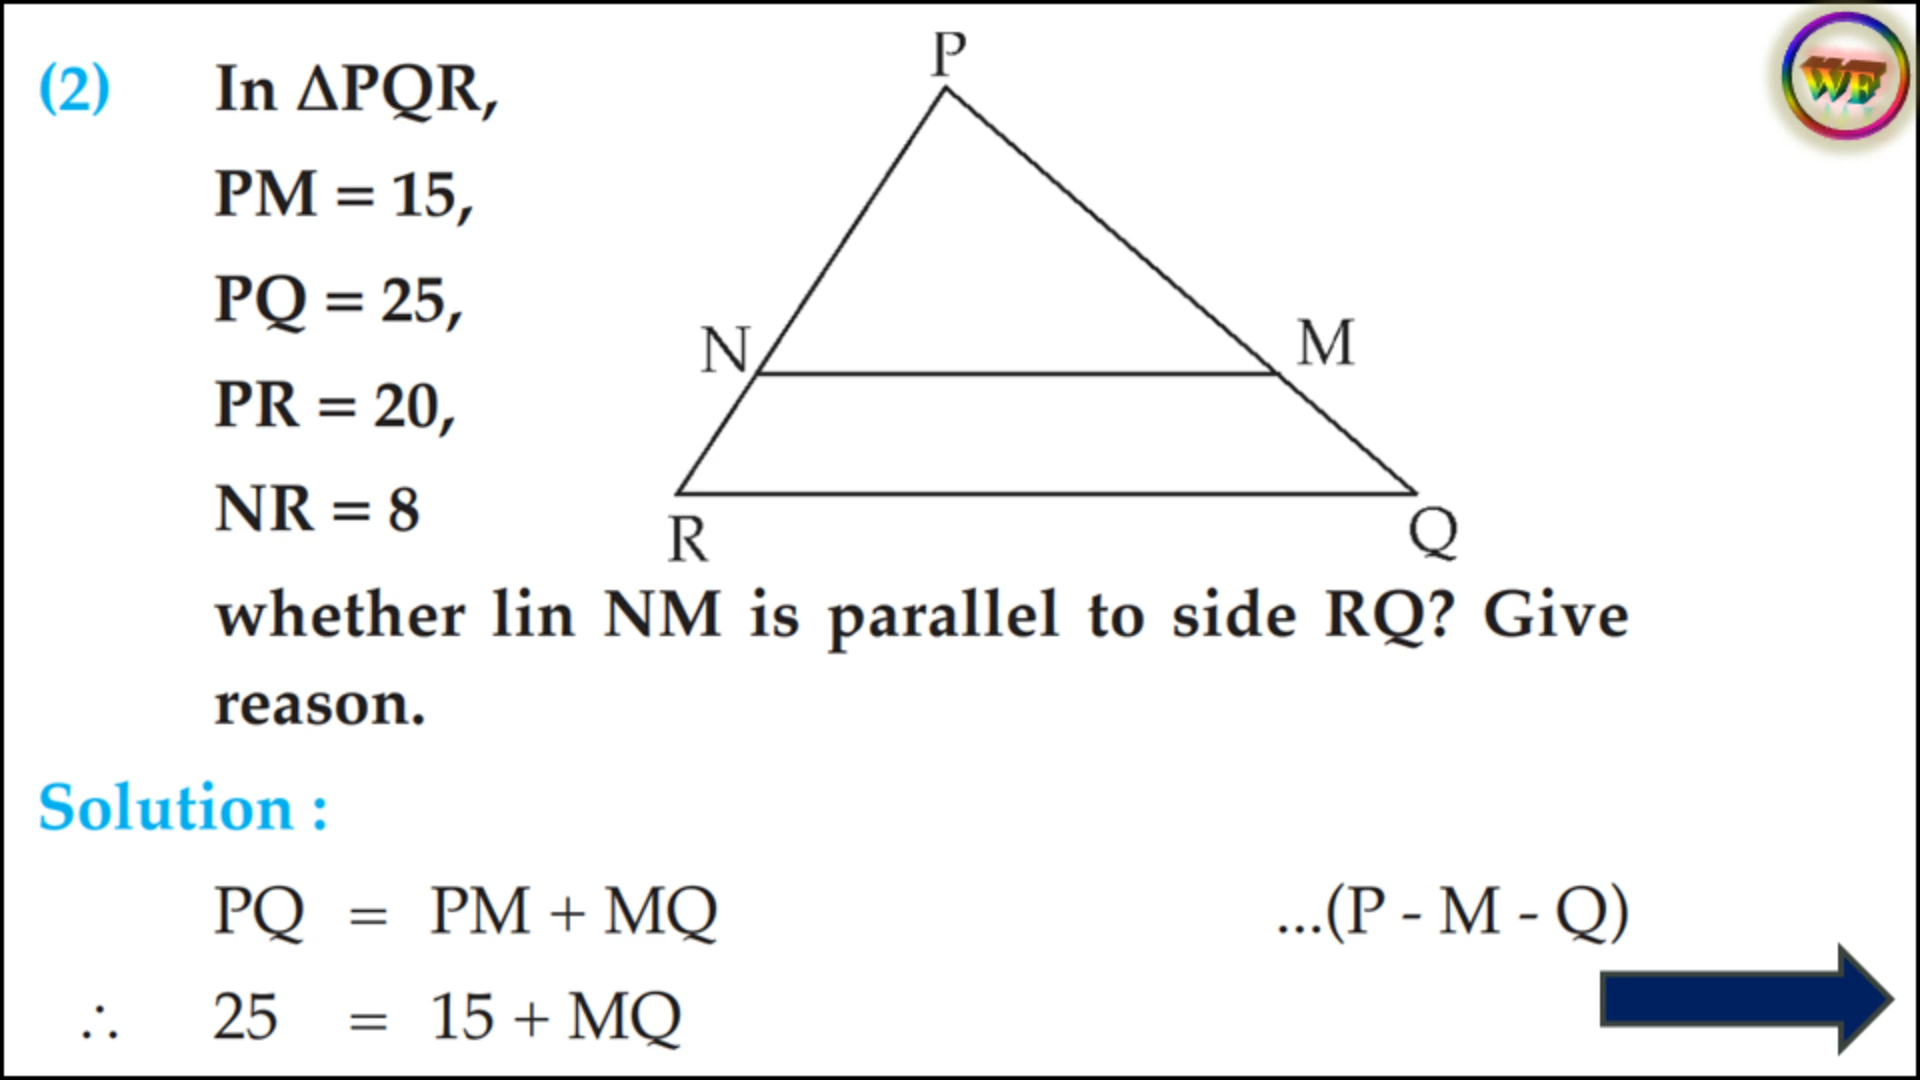 (2) In ΔPQR,
PM = 15,
PQ = 25,
PR = 20,
NR = 8
P
N
M
R
Q
whether lin NM is parallel to side RQ? Give
reason.
Solution :
PQ = PM + MQ ...(P - M - Q)
∴ 25 = 15 + MQ
WF